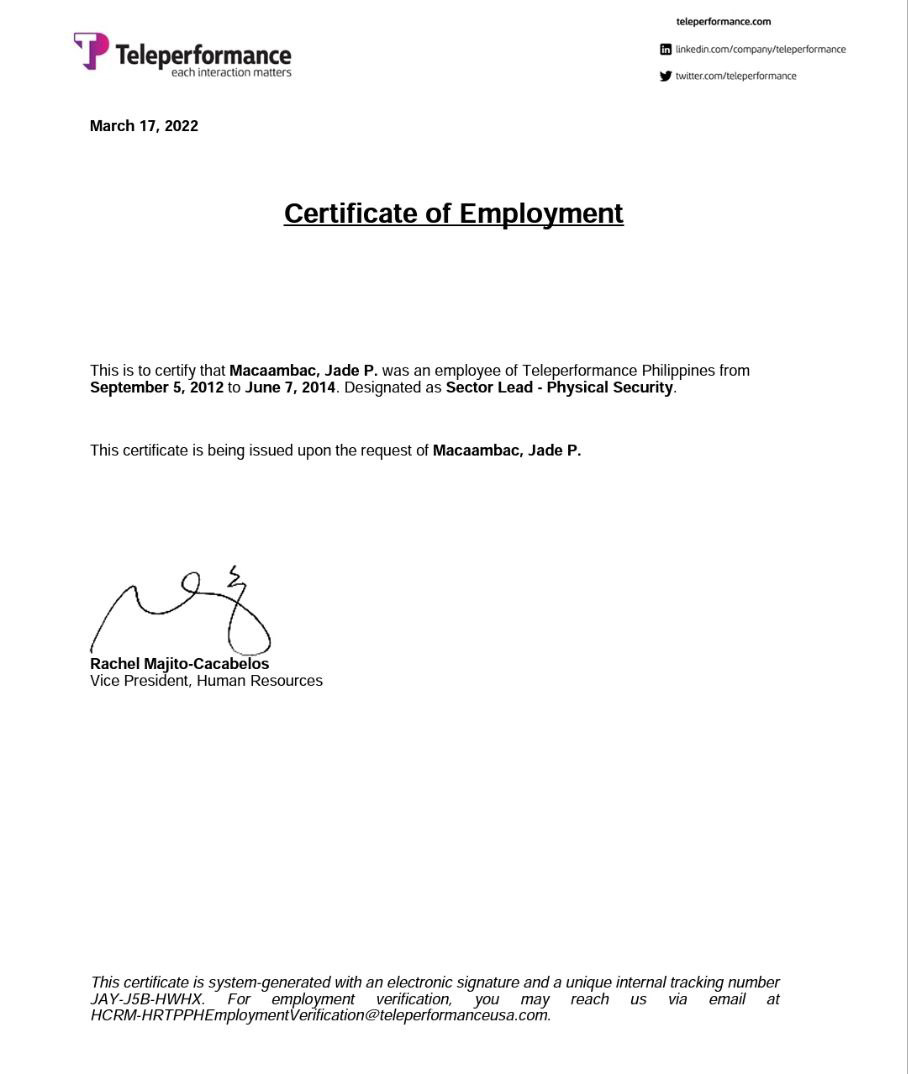 teleperformance.com
Teleperformance
each interaction matters
linkedin.com/company/teleperformance
twitter.com/teleperformance
March 17, 2022
Certificate of Employment
This is to certify that Macaambac, Jade P. was an employee of Teleperformance Philippines from
September 5, 2012 to June 7, 2014. Designated as Sector Lead - Physical Security.
This certificate is being issued upon the request of Macaambac, Jade P.
Rachel Majito-Cacabelos
Vice President, Human Resources
This certificate is system-generated with an electronic signature and a unique internal tracking number
JAY-J5B-HWHX. For employment verification, you may reach us via email at
HCRM-HRTPPHEmploymentVerification@teleperformanceusa.com.